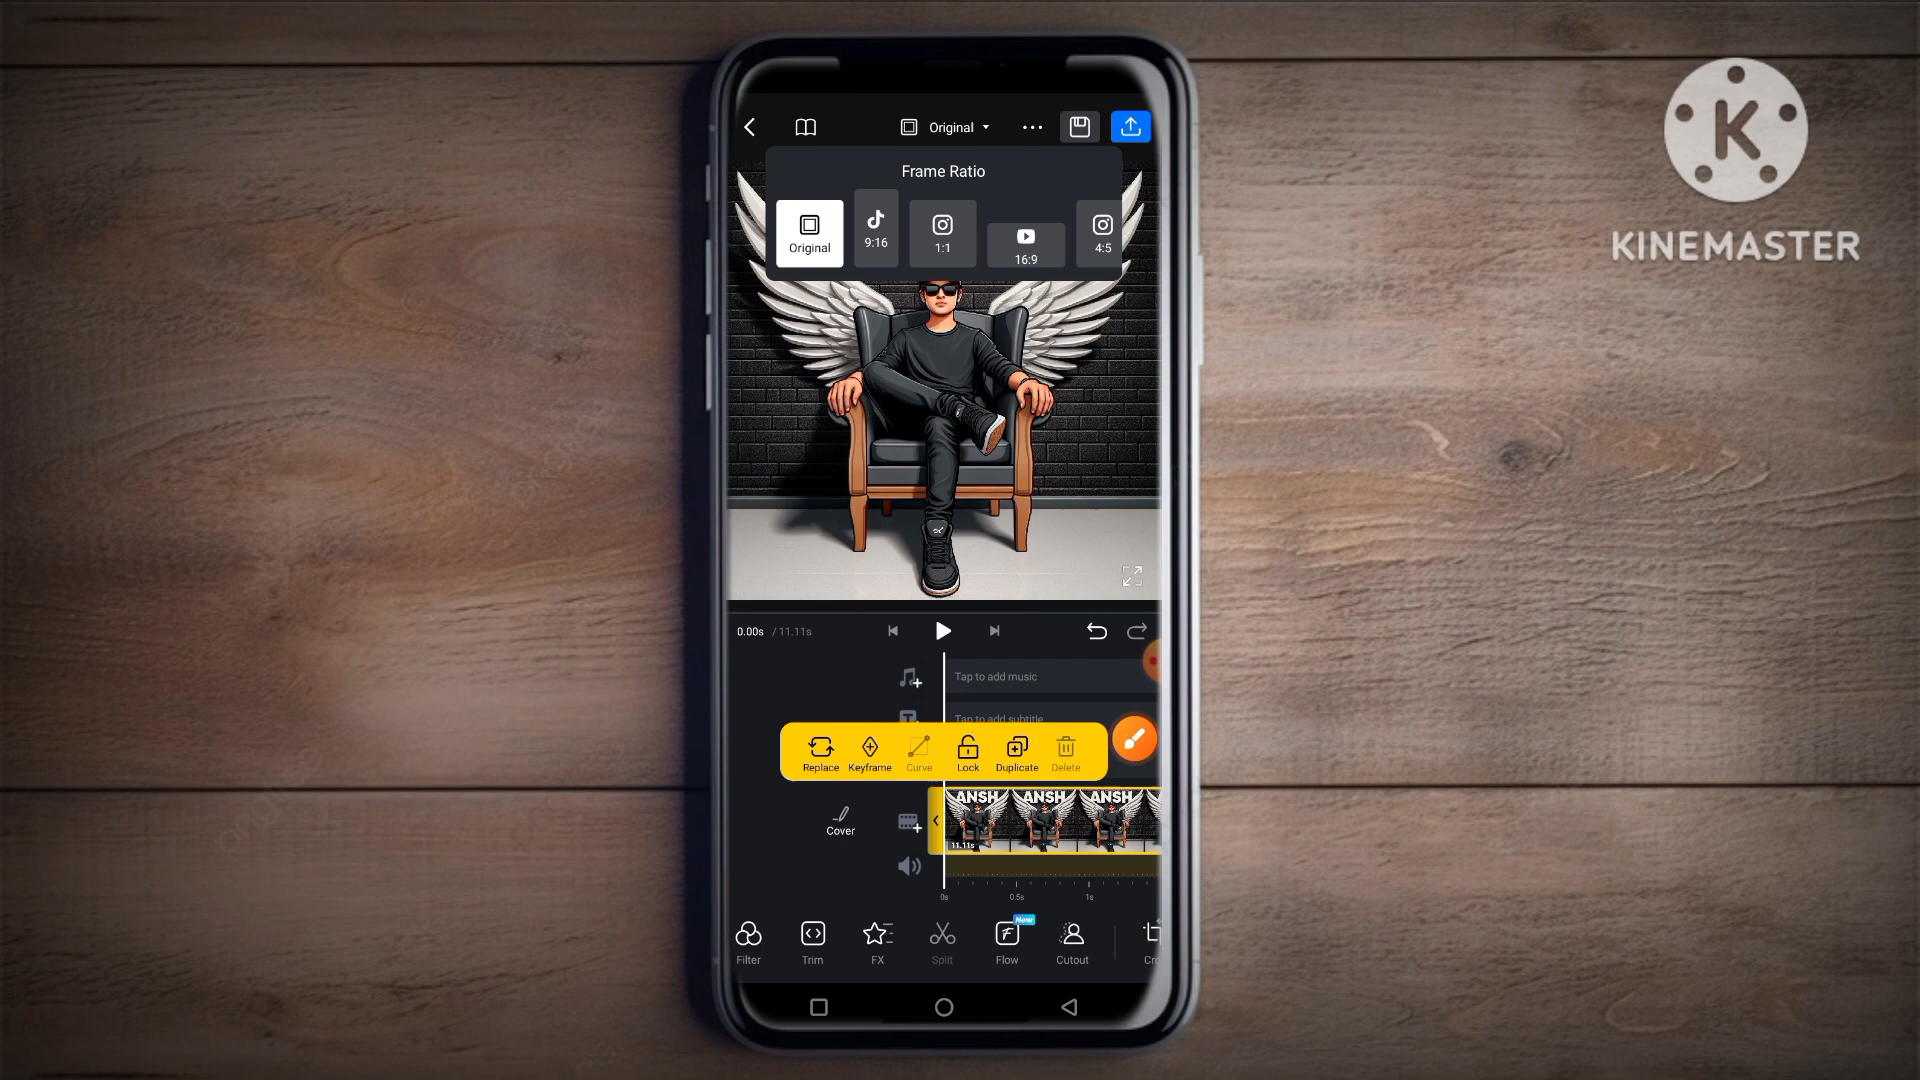 KINEMASTER
Original
Frame Ratio
Original
9:16
1:1
16:9
4:5
0.00s / 11.11s
Tap to add music
Tap to add subtitle
Replace
Keyframe
Curve
Lock
Duplicate
Delete
Cover
ANSH ANSH ANSH
11.11s
0s 0.5s 1s
New
Filter
Trim
FX
Split
Flow
Cutout
Cro